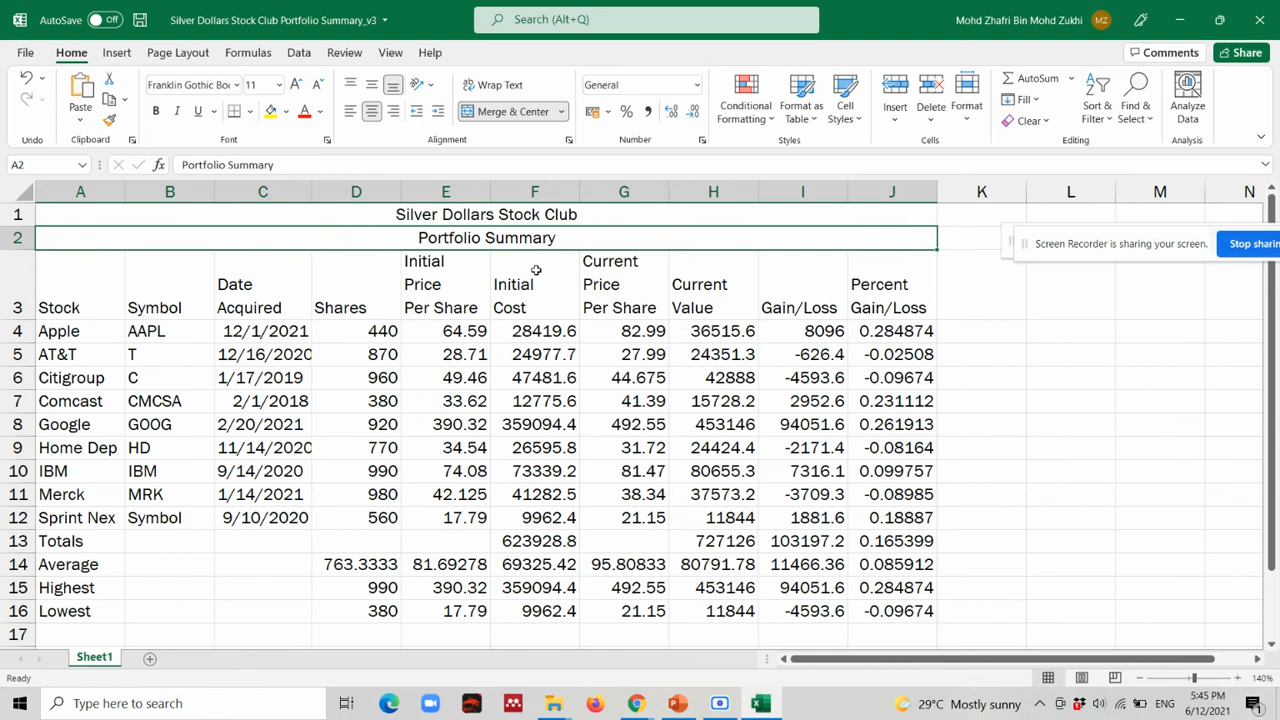 AutoSave Off Silver Dollars Stock Club Portfolio Summary_v3 Search (Alt+Q) Mohd Zhafri Bin Mohd Zukhi MZ
File Home Insert Page Layout Formulas Data Review View Help Comments Share
Paste Franklin Gothic Bo 11 Wrap Text General Conditional Formatting Format as Table Cell Styles Insert Delete Format AutoSum Sort & Filter Find & Select Analyze Data
B I U Merge & Center Fill
Clear
Undo Clipboard Font Alignment Number Styles Cells Editing Analysis
A2 fx Portfolio Summary
A B C D E F G H I J K L M N
1 Silver Dollars Stock Club
2 Portfolio Summary
Screen Recorder is sharing your screen. Stop sharin
Initial Current
Date Price Initial Price Current Percent
3 Stock Symbol Acquired Shares Per Share Cost Per Share Value Gain/Loss Gain/Loss
4 Apple AAPL 12/1/2021 440 64.59 28419.6 82.99 36515.6 8096 0.284874
5 AT&T T 12/16/2020 870 28.71 24977.7 27.99 24351.3 -626.4 -0.02508
6 Citigroup C 1/17/2019 960 49.46 47481.6 44.675 42888 -4593.6 -0.09674
7 Comcast CMCSA 2/1/2018 380 33.62 12775.6 41.39 15728.2 2952.6 0.231112
8 Google GOOG 2/20/2021 920 390.32 359094.4 492.55 453146 94051.6 0.261913
9 Home Dep HD 11/14/2020 770 34.54 26595.8 31.72 24424.4 -2171.4 -0.08164
10 IBM IBM 9/14/2020 990 74.08 73339.2 81.47 80655.3 7316.1 0.099757
11 Merck MRK 1/14/2021 980 42.125 41282.5 38.34 37573.2 -3709.3 -0.08985
12 Sprint Nex Symbol 9/10/2020 560 17.79 9962.4 21.15 11844 1881.6 0.18887
13 Totals 623928.8 727126 103197.2 0.165399
14 Average 763.3333 81.69278 69325.42 95.80833 80791.78 11466.36 0.085912
15 Highest 990 390.32 359094.4 492.55 453146 94051.6 0.284874
16 Lowest 380 17.79 9962.4 21.15 11844 -4593.6 -0.09674
17
Sheet1
Ready 140%
Type here to search 29°C Mostly sunny ENG 5:45 PM
6/12/2021